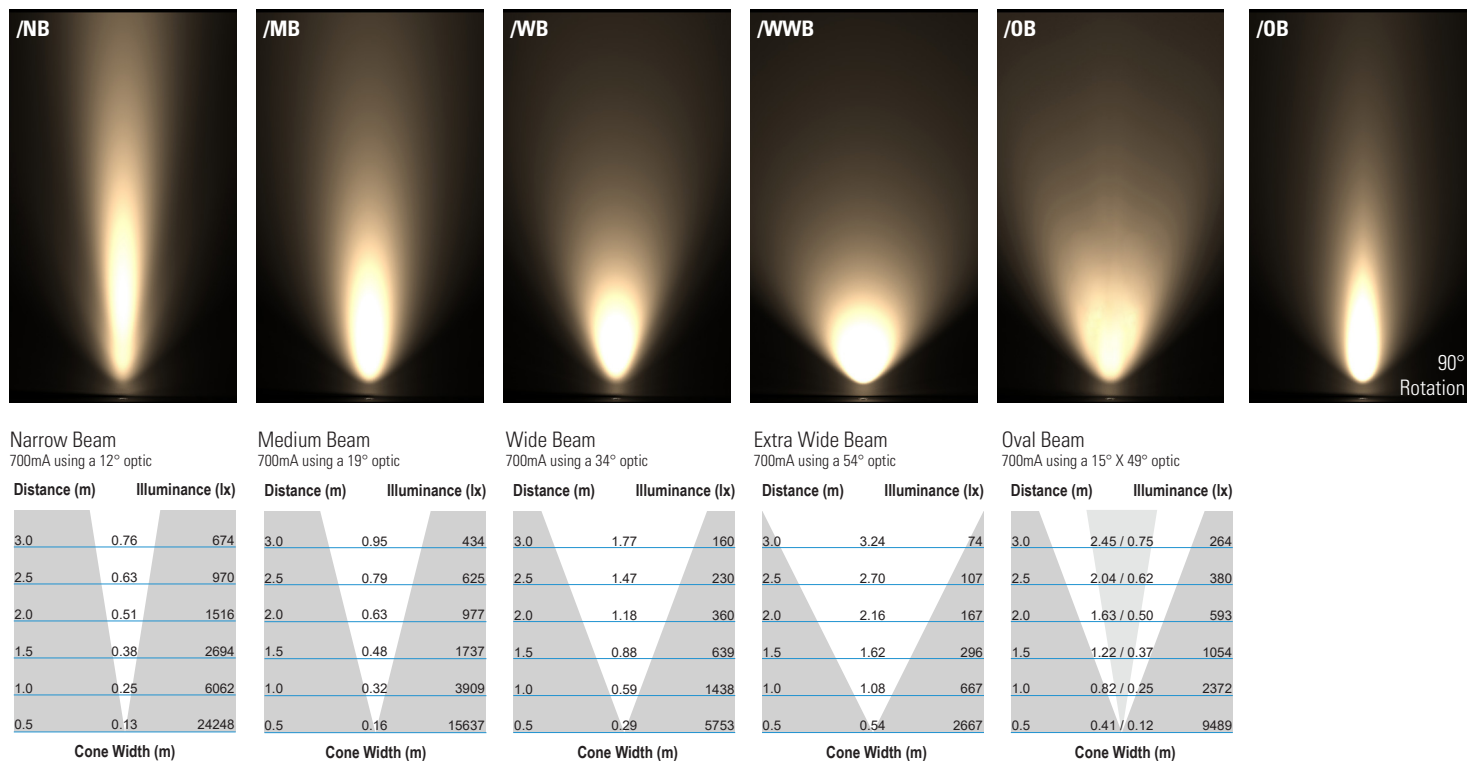 /NB
/MB
/WB
/WWB
/OB
/OB
90°
Rotation
Narrow Beam
700mA using a 12° optic
Distance (m) Illuminance (lx)
3.0 0.76 674
2.5 0.63 970
2.0 0.51 1516
1.5 0.38 2694
1.0 0.25 6062
0.5 0.13 24248
Cone Width (m)
Medium Beam
700mA using a 19° optic
Distance (m) Illuminance (lx)
3.0 0.95 434
2.5 0.79 625
2.0 0.63 977
1.5 0.48 1737
1.0 0.32 3909
0.5 0.16 15637
Cone Width (m)
Wide Beam
700mA using a 34° optic
Distance (m) Illuminance (lx)
3.0 1.77 160
2.5 1.47 230
2.0 1.18 360
1.5 0.88 639
1.0 0.59 1438
0.5 0.29 5753
Cone Width (m)
Extra Wide Beam
700mA using a 54° optic
Distance (m) Illuminance (lx)
3.0 3.24 74
2.5 2.70 107
2.0 2.16 167
1.5 1.62 296
1.0 1.08 667
0.5 0.54 2667
Cone Width (m)
Oval Beam
700mA using a 15° X 49° optic
Distance (m) Illuminance (lx)
3.0 2.45 / 0.75 264
2.5 2.04 / 0.62 380
2.0 1.63 / 0.50 593
1.5 1.22 / 0.37 1054
1.0 0.82 / 0.25 2372
0.5 0.41 / 0.12 9489
Cone Width (m)